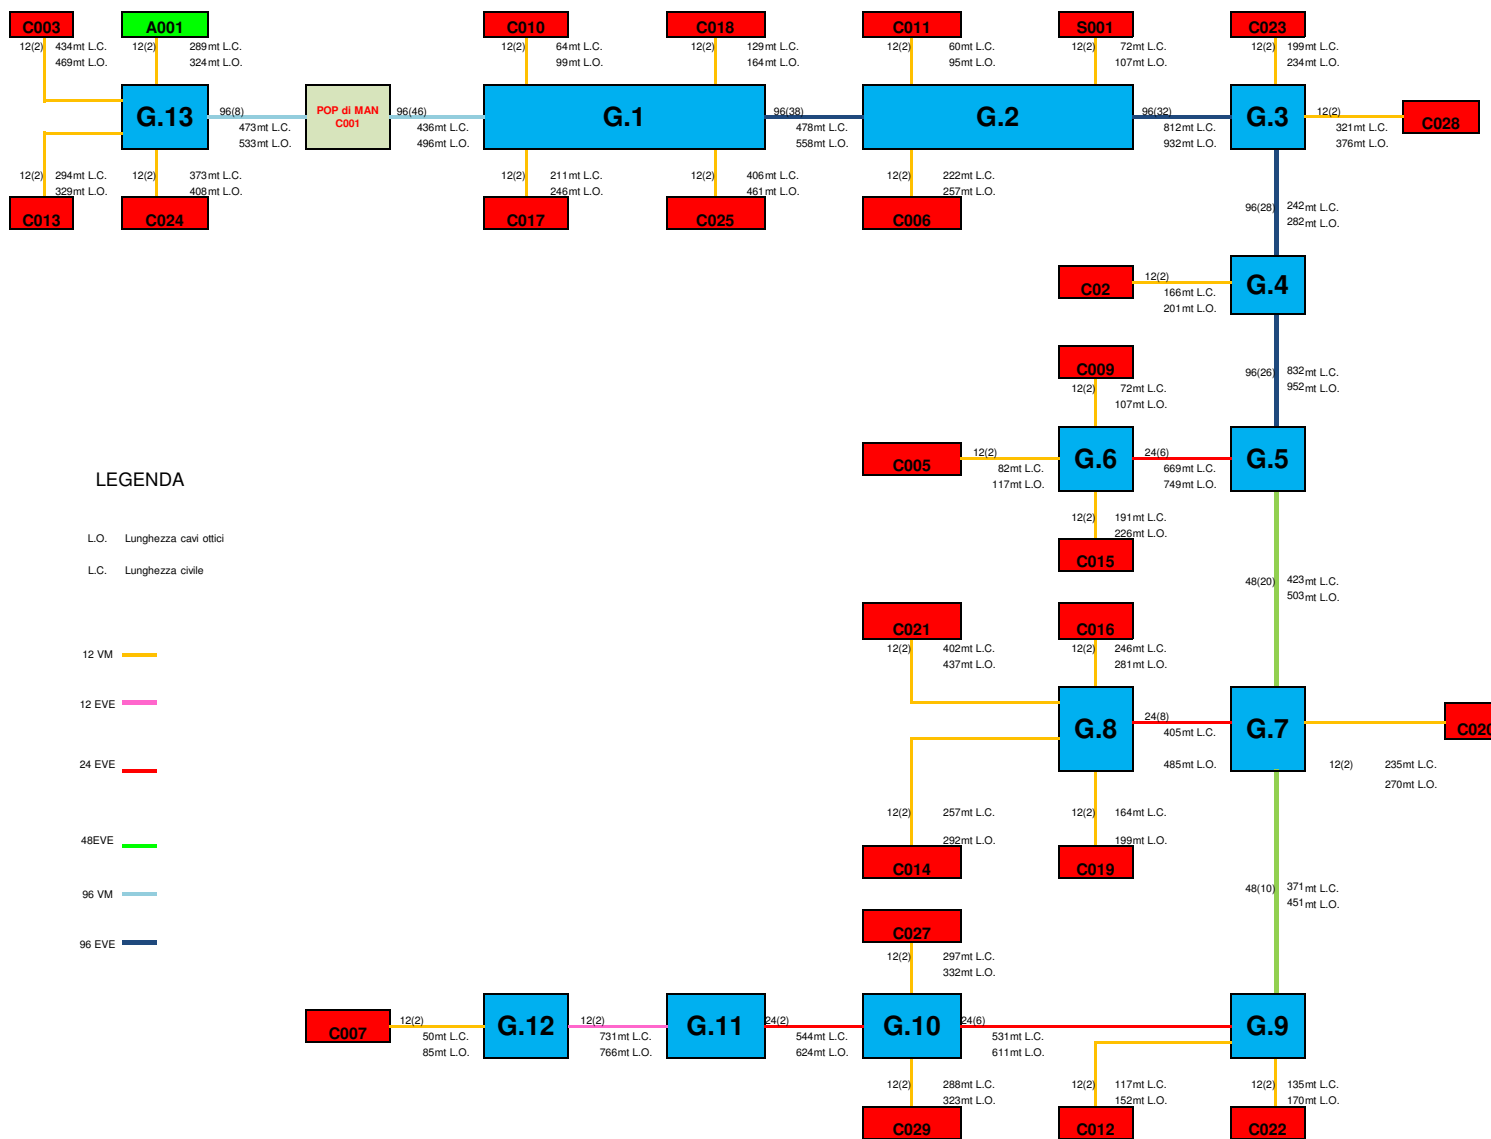 C003 A001 C010 C018 C011 S001 C023
12(2) 434mt L.C. 12(2) 289mt L.C. 12(2) 64mt L.C. 12(2) 129mt L.C. 12(2) 60mt L.C. 12(2) 72mt L.C. 12(2) 199mt L.C.
469mt L.O. 324mt L.O. 99mt L.O. 164mt L.O. 95mt L.O. 107mt L.O. 234mt L.O.
G.13 96(8) POP di MAN 96(46) G.1 96(38) G.2 96(32) G.3 12(2) C028
C001
473mt L.C. 436mt L.C. 478mt L.C. 812mt L.C. 321mt L.C.
533mt L.O. 496mt L.O. 558mt L.O. 932mt L.O. 376mt L.O.
12(2) 294mt L.C. 12(2) 373mt L.C. 12(2) 211mt L.C. 12(2) 406mt L.C. 12(2) 222mt L.C.
329mt L.O. 408mt L.O. 246mt L.O. 461mt L.O. 257mt L.O.
C013 C024 C017 C025 C006
96(28) 242mt L.C.
282mt L.O.
C02 12(2) G.4
166mt L.C.
201mt L.O.
C009
96(26) 832mt L.C.
952mt L.O.
12(2) 72mt L.C.
107mt L.O.
C005 12(2) G.6 24(6) G.5
82mt L.C. 669mt L.C.
117mt L.O. 749mt L.O.
LEGENDA
12(2) 191mt L.C.
226mt L.O.
C015
L.O. Lunghezza cavi ottici
L.C. Lunghezza civile
48(20) 423mt L.C.
503mt L.O.
C021 C016
12(2) 402mt L.C. 12(2) 246mt L.C.
437mt L.O. 281mt L.O.
12 VM
12 EVE
G.8 24(8) G.7 C020
405mt L.C.
485mt L.O. 12(2) 235mt L.C.
270mt L.O.
24 EVE
12(2) 257mt L.C. 12(2) 164mt L.C.
292mt L.O. 199mt L.O.
C014 C019
48EVE
48(10) 371mt L.C.
451mt L.O.
96 VM
96 EVE
C027
12(2) 297mt L.C.
332mt L.O.
C007 12(2) G.12 12(2) G.11 24(2) G.10 24(6) G.9
50mt L.C. 731mt L.C. 544mt L.C. 531mt L.C.
85mt L.O. 766mt L.O. 624mt L.O. 611mt L.O.
12(2) 288mt L.C. 12(2) 117mt L.C. 12(2) 135mt L.C.
323mt L.O. 152mt L.O. 170mt L.O.
C029 C012 C022